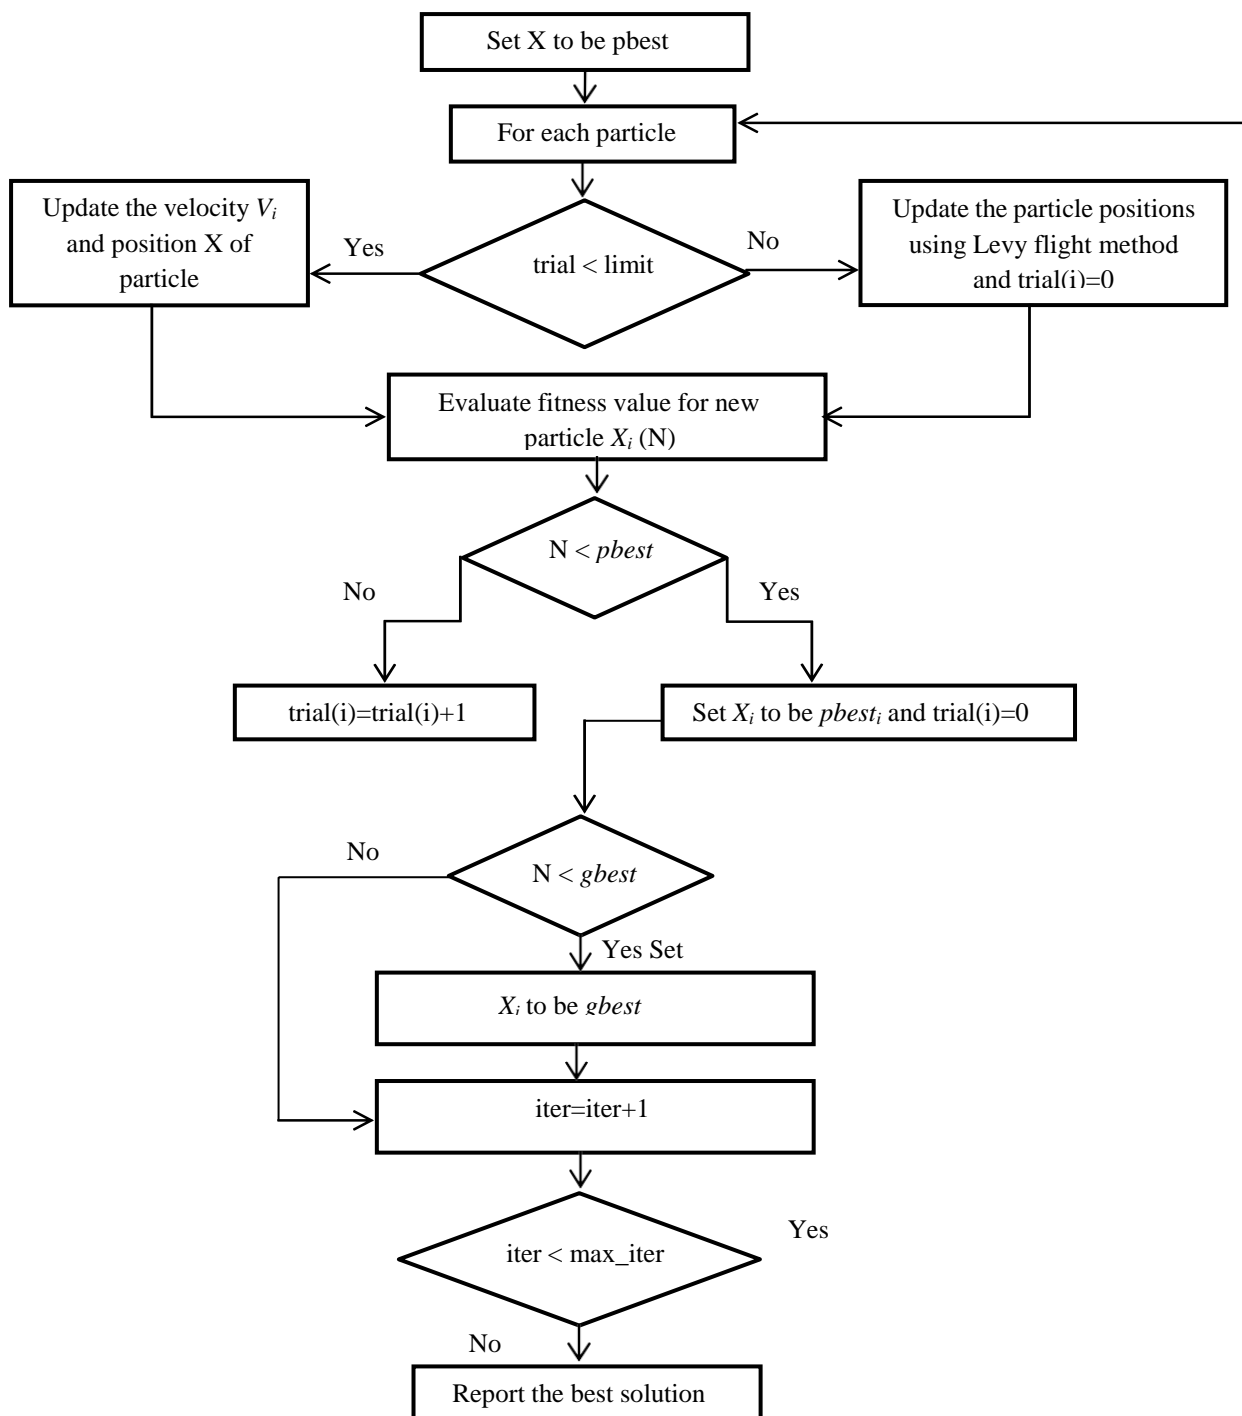 Set X to be pbest
For each particle
Update the velocity Vi
and position X of
particle
Yes
trial < limit
No
Update the particle positions
using Levy flight method
and trial(i)=0
Evaluate fitness value for new
particle Xi (N)
N < pbest
No
Yes
trial(i)=trial(i)+1
Set Xi to be pbesti and trial(i)=0
No
N < gbest
Yes Set
Xi to be gbest
iter=iter+1
Yes
iter < max_iter
No
Report the best solution